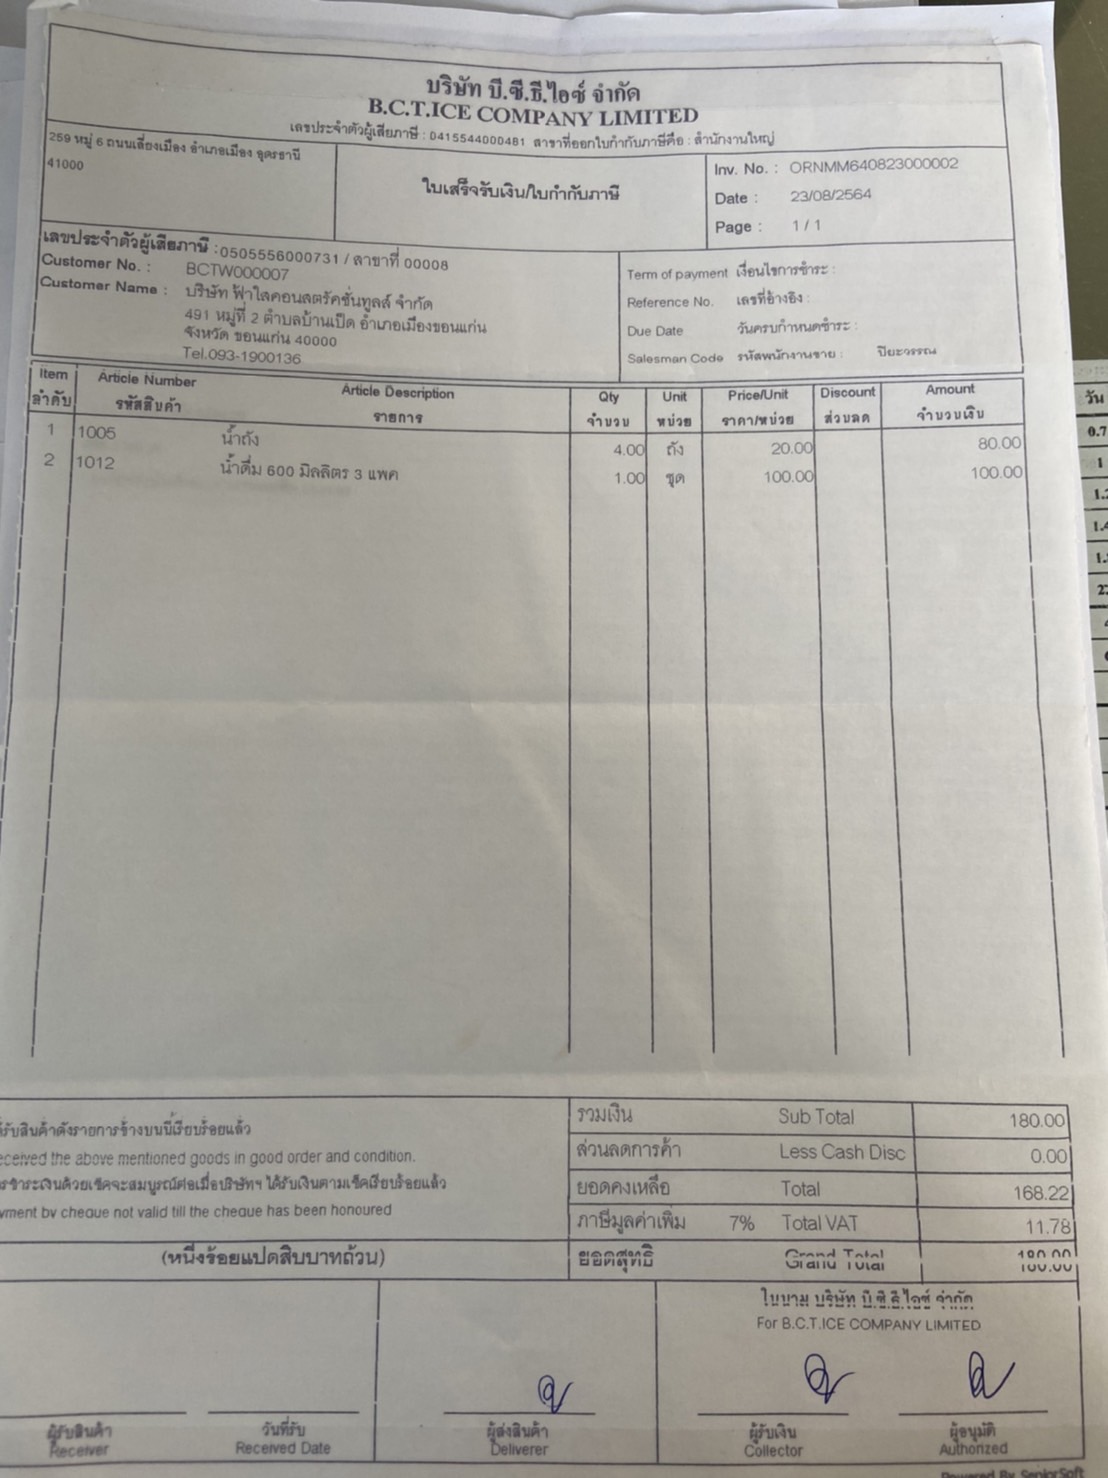 บริษัท บี.ซี.ธี.ไอซ์ จำกัด
B.C.T.ICE COMPANY LIMITED
เลขประจำตัวผู้เสียภาษี : 0415544000481 สาขาที่ออกใบกำกับภาษีคือ : สำนักงานใหญ่
259 หมู่ 6 ถนนเลี่ยงเมือง อำเภอเมือง อุดรธานี
41000
ใบเสร็จรับเงิน/ใบกำกับภาษี
Inv. No. : ORNMM640823000002
Date : 23/08/2564
Page : 1 / 1
เลขประจำตัวผู้เสียภาษี : 0505556000731 / สาขาที่ 00008
Customer No. : BCTW000007
Customer Name : บริษัท ฟ้าใสคอนสตรัคชั่นทูลส์ จำกัด
491 หมู่ที่ 2 ตำบลบ้านเป็ด อำเภอเมืองขอนแก่น
จังหวัด ขอนแก่น 40000
Tel.093-1900136
Term of payment เงื่อนไขการชำระ :
Reference No. เลขที่อ้างอิง :
Due Date วันครบกำหนดชำระ :
Salesman Code รหัสพนักงานขาย : ปิยะวรรณ
Item Article Number Article Description Qty Unit Price/Unit Discount Amount
ลำดับ รหัสสินค้า รายการ จำนวน หน่วย ราคา/หน่วย ส่วนลด จำนวนเงิน
1 1005 น้ำถัง 4.00 ถัง 20.00 80.00
2 1012 น้ำดื่ม 600 มิลลิตร 3 แพค 1.00 ชุด 100.00 100.00
รับสินค้าดังรายการข้างบนนี้เรียบร้อยแล้ว
eceived the above mentioned goods in good order and condition.
รชำระเงินด้วยเช็คจะสมบูรณ์ต่อเมื่อบริษัทฯ ได้รับเงินตามเช็คเรียบร้อยแล้ว
yment by cheque not valid till the cheque has been honoured
(หนึ่งร้อยแปดสิบบาทถ้วน)
รวมเงิน Sub Total 180.00
ส่วนลดการค้า Less Cash Disc 0.00
ยอดคงเหลือ Total 168.22
ภาษีมูลค่าเพิ่ม 7% Total VAT 11.78
ยอดสุทธิ Grand Total 180.00
ในนาม บริษัท บี.ซี.ธี.ไอซ์ จำกัด
For B.C.T.ICE COMPANY LIMITED
ผู้รับสินค้า วันที่รับ ผู้ส่งสินค้า ผู้รับเงิน ผู้อนุมัติ
Receiver Received Date Deliverer Collector Authorized
Powered By SeniorSoft
วัน
0.7
1